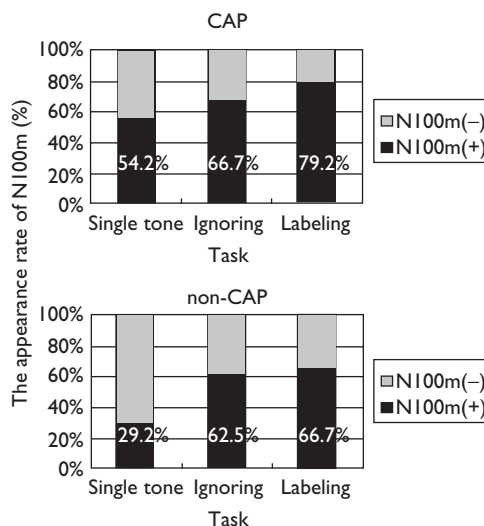 CAP
The appearance rate of N100m (%)
100%
80%
60%
40%
20%
0%
54.2%
66.7%
79.2%
Single tone
Ignoring
Labeling
Task
N100m(−)
N100m(+)
non-CAP
100%
80%
60%
40%
20%
0%
29.2%
62.5%
66.7%
Single tone
Ignoring
Labeling
Task
N100m(−)
N100m(+)